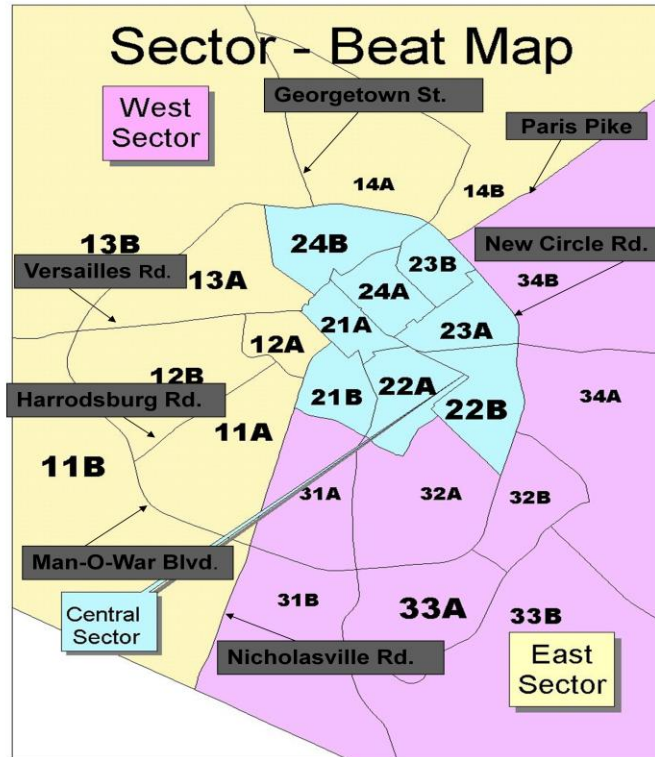 Sector - Beat Map
West
Sector
Georgetown St.
Paris Pike
14A
14B
13B
24B
New Circle Rd.
Versailles Rd.
13A
23B
34B
24A
21A
23A
12A
12B
22A
34A
Harrodsburg Rd.
21B
22B
11A
11B
31A
32A
32B
Man-O-War Blvd.
Central
Sector
31B
33A
33B
Nicholasville Rd.
East
Sector